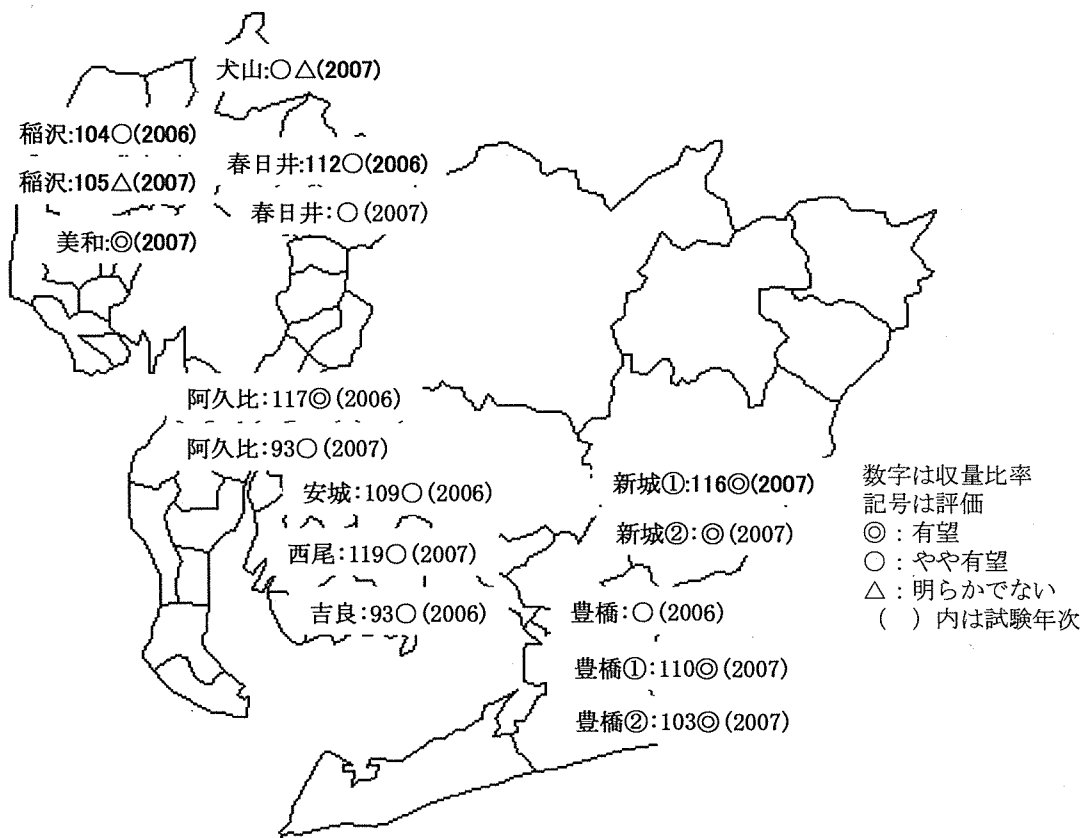 犬山:○△(2007)
稲沢:104○(2006)
春日井:112○(2006)
稲沢:105△(2007)
春日井:○(2007)
美和:◎(2007)
阿久比:117◎(2006)
阿久比:93○(2007)
安城:109○(2006)
新城①:116◎(2007)
西尾:119○(2007)
新城②:◎(2007)
吉良:93○(2006)
豊橋:○(2006)
豊橋①:110◎(2007)
豊橋②:103◎(2007)
数字は収量比率
記号は評価
◎:有望
○:やや有望
△:明らかでない
( )内は試験年次